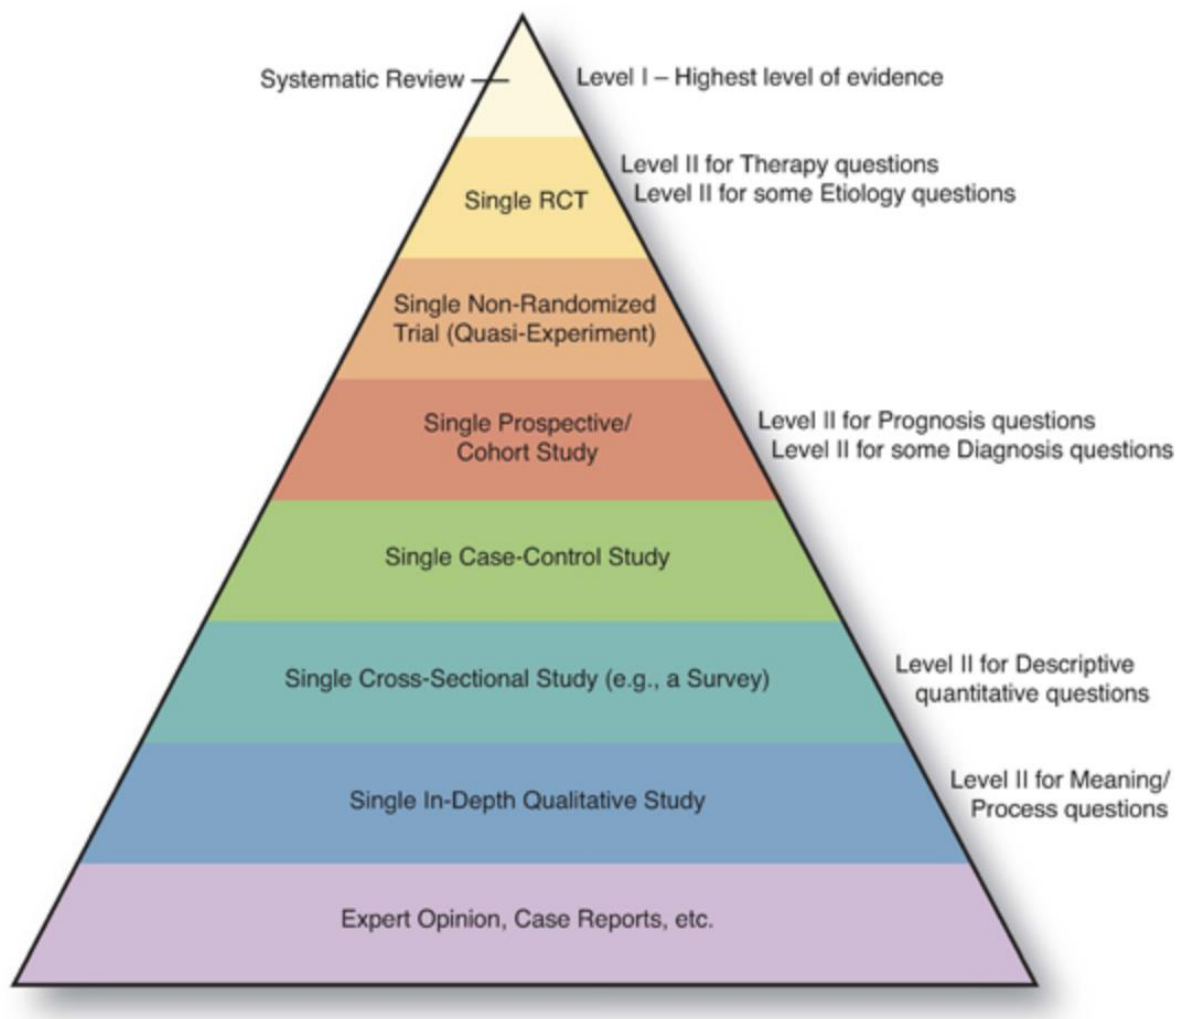 Systematic Review
Level I – Highest level of evidence
Level II for Therapy questions
Level II for some Etiology questions
Single RCT
Single Non-Randomized
Trial (Quasi-Experiment)
Single Prospective/
Cohort Study
Level II for Prognosis questions
Level II for some Diagnosis questions
Single Case-Control Study
Single Cross-Sectional Study (e.g., a Survey)
Level II for Descriptive
quantitative questions
Single In-Depth Qualitative Study
Level II for Meaning/
Process questions
Expert Opinion, Case Reports, etc.